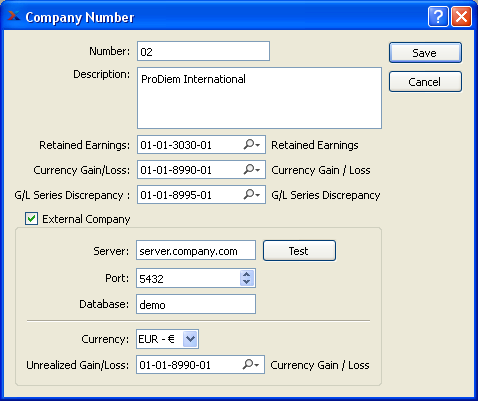 Company Number
Number: 02 Save
Description: ProDiem International Cancel
Retained Earnings: 01-01-3030-01 Retained Earnings
Currency Gain/Loss: 01-01-8990-01 Currency Gain / Loss
G/L Series Discrepancy : 01-01-8995-01 G/L Series Discrepancy
External Company
Server: server.company.com Test
Port: 5432
Database: demo
Currency: EUR - €
Unrealized Gain/Loss: 01-01-8990-01 Currency Gain / Loss